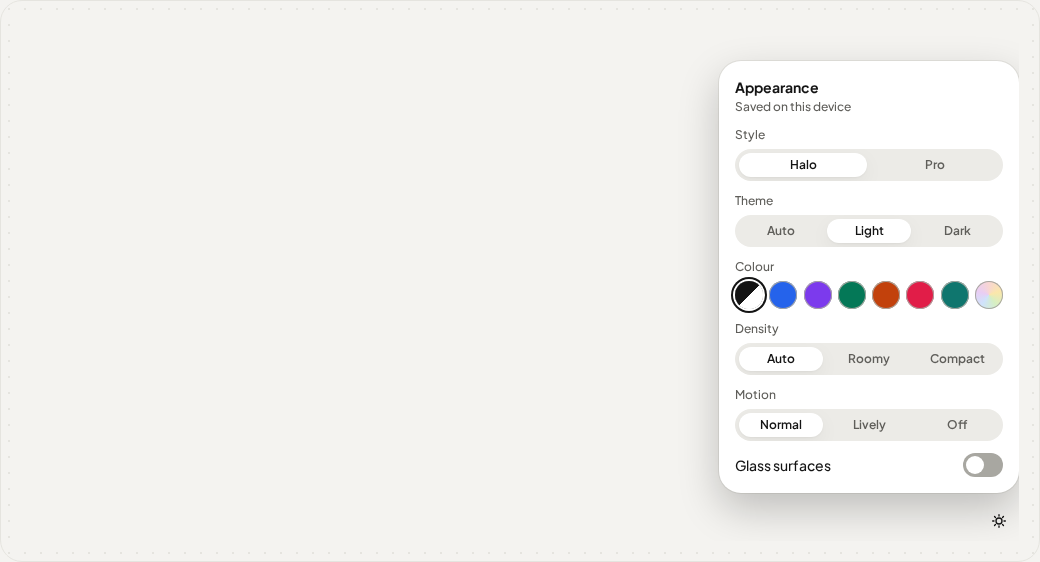 Appearance
Saved on this device
Style
Halo Pro
Theme
Auto Light Dark
Colour
Density
Auto Roomy Compact
Motion
Normal Lively Off
Glass surfaces